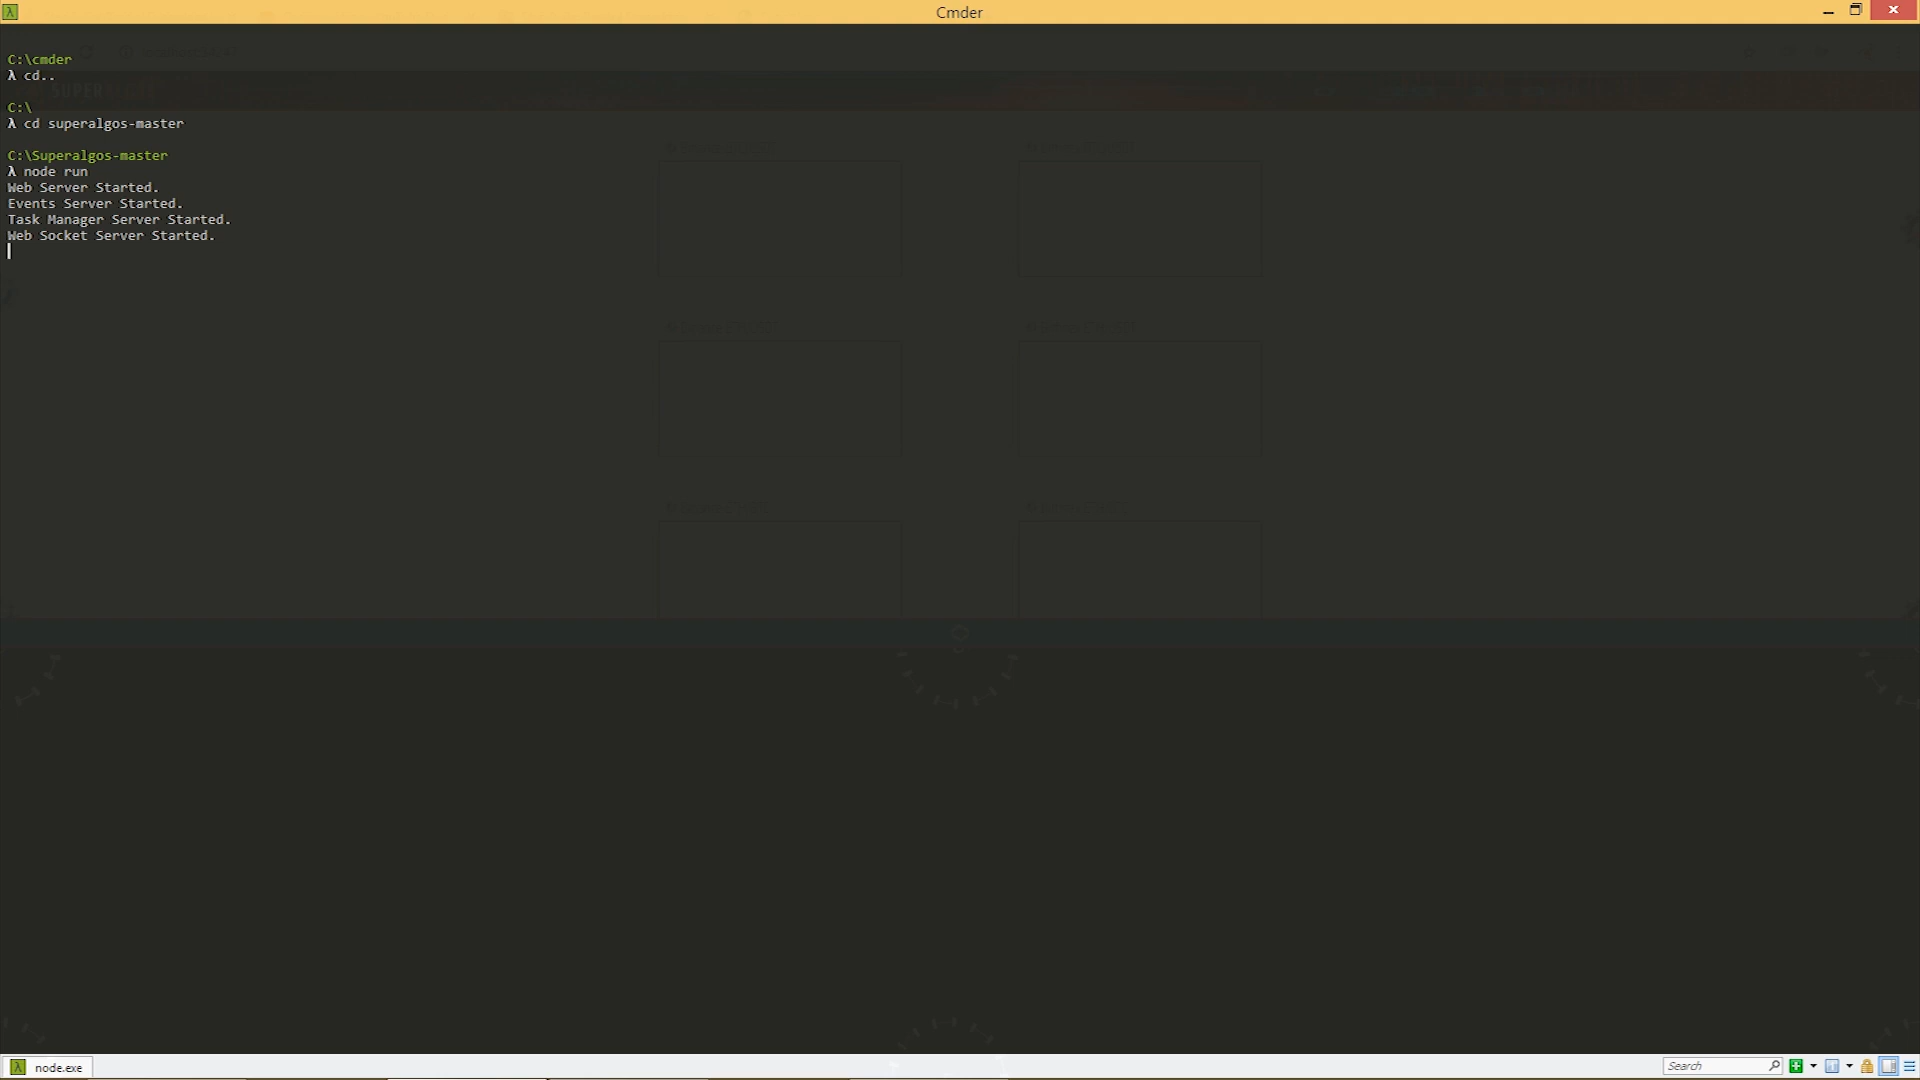 Cmder
C:\cmder
λ cd..
SUPER
C:\
λ cd superalgos-master
C:\Superalgos-master
λ node run
Web Server Started.
Events Server Started.
Task Manager Server Started.
Web Socket Server Started.
node.exe
Search